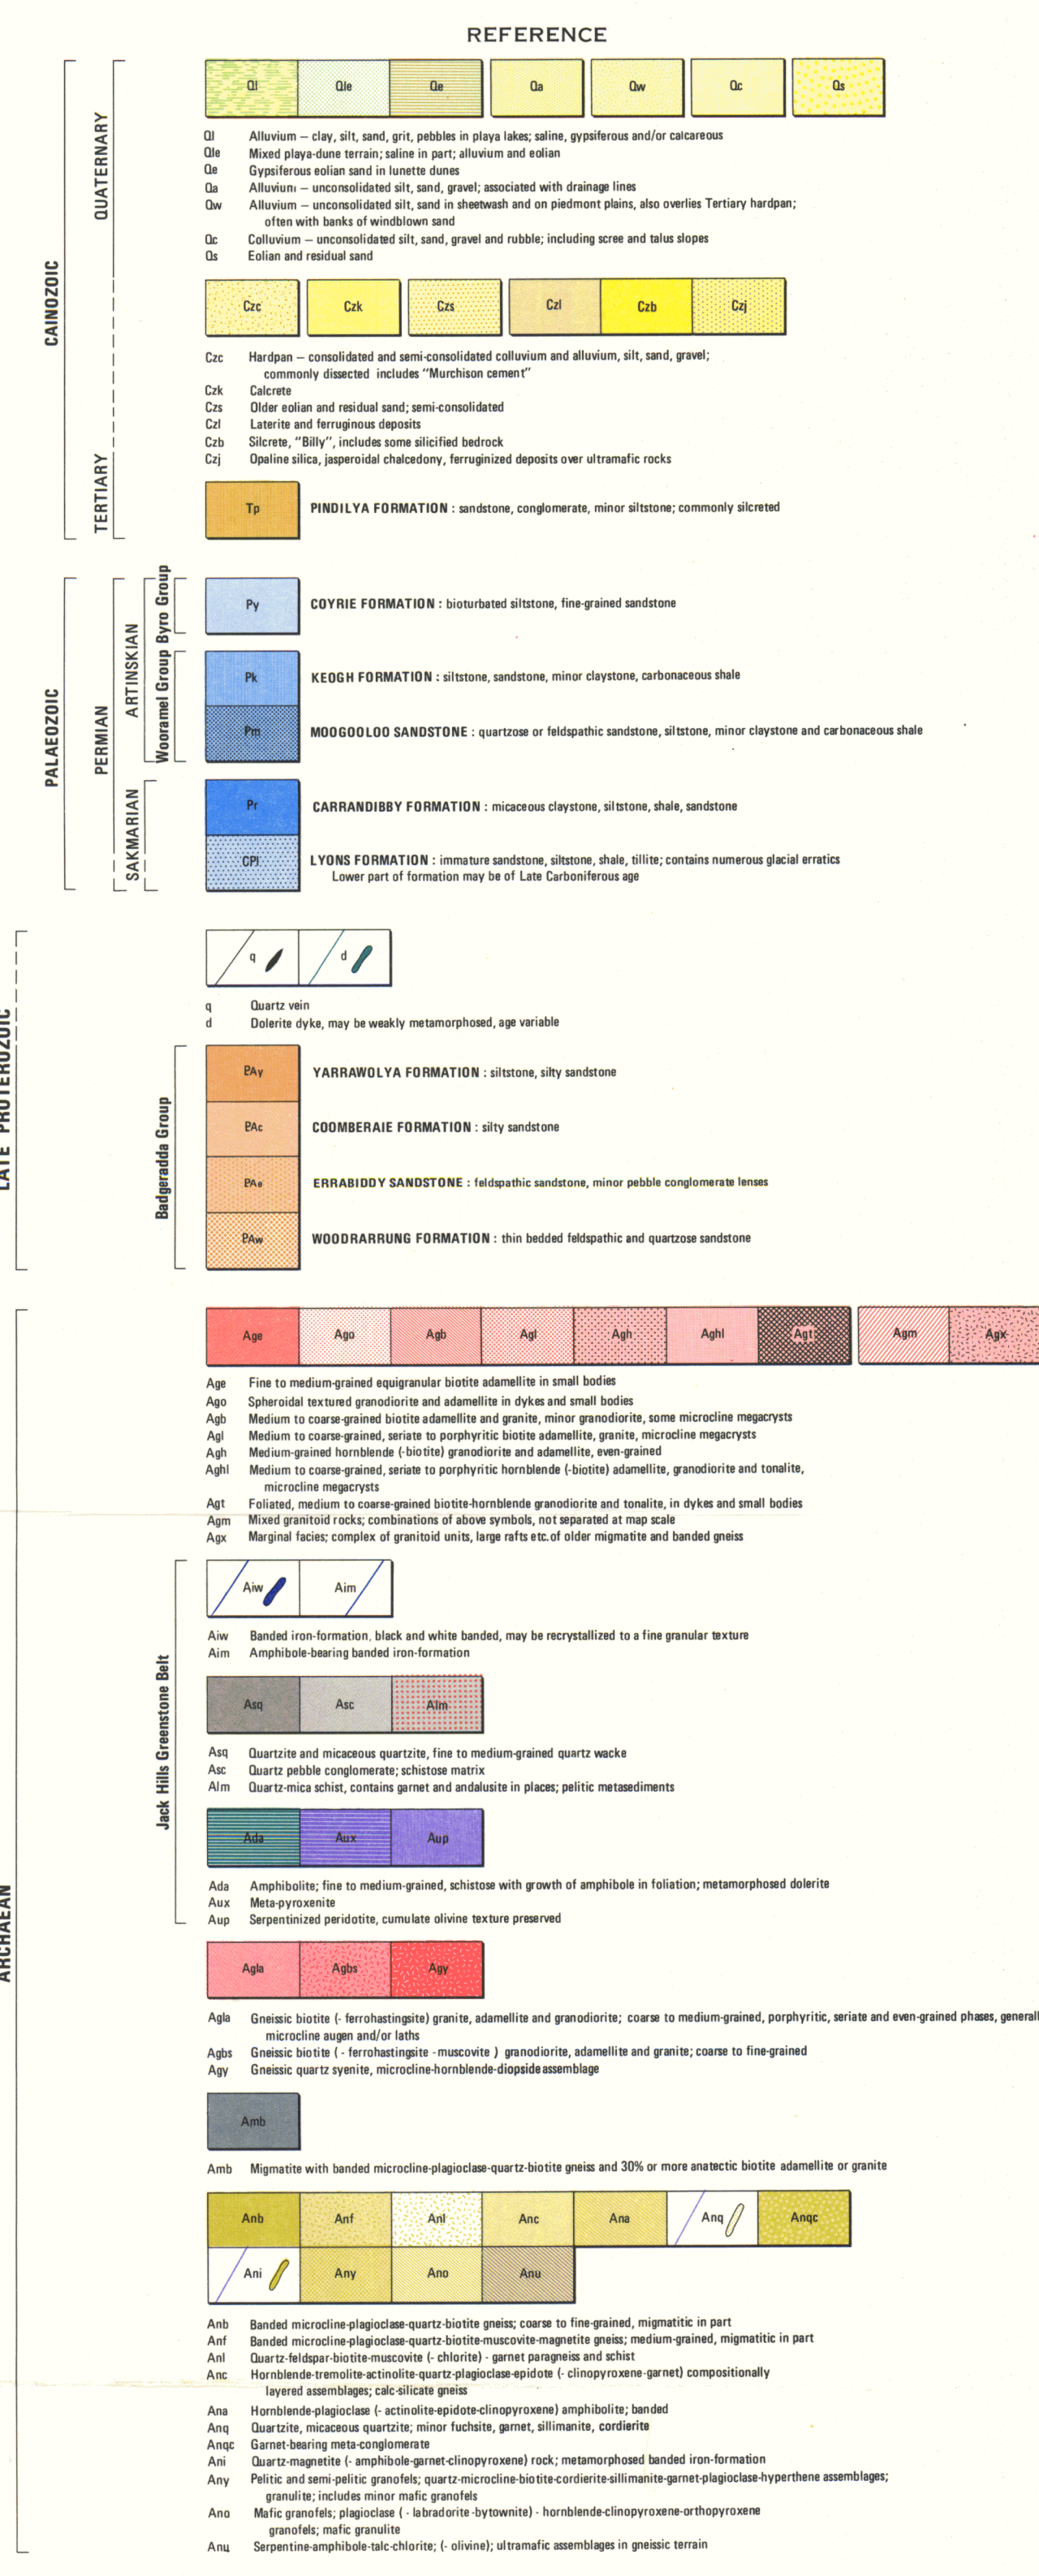 REFERENCE
CAINOZOIC
QUATERNARY
TERTIARY
Ql Qle Qe Qa Qw Qc Qs
Ql Alluvium — clay, silt, sand, grit, pebbles in playa lakes; saline, gypsiferous and/or calcareous
Qle Mixed playa-dune terrain; saline in part; alluvium and eolian
Qe Gypsiferous eolian sand in lunette dunes
Qa Alluvium — unconsolidated silt, sand, gravel; associated with drainage lines
Qw Alluvium — unconsolidated silt, sand in sheetwash and on piedmont plains, also overlies Tertiary hardpan;
often with banks of windblown sand
Qc Colluvium — unconsolidated silt, sand, gravel and rubble; including scree and talus slopes
Qs Eolian and residual sand
Czc Czk Czs Czl Czb Czj
Czc Hardpan — consolidated and semi-consolidated colluvium and alluvium, silt, sand, gravel;
commonly dissected includes "Murchison cement"
Czk Calcrete
Czs Older eolian and residual sand; semi-consolidated
Czl Laterite and ferruginous deposits
Czb Silcrete, "Billy", includes some silicified bedrock
Czj Opaline silica, jasperoidal chalcedony, ferruginized deposits over ultramafic rocks
Tp PINDILYA FORMATION : sandstone, conglomerate, minor siltstone; commonly silcreted
PALAEOZOIC
PERMIAN
ARTINSKIAN
SAKMARIAN
Byro Group
Wooramel Group
Py COYRIE FORMATION : bioturbated siltstone, fine-grained sandstone
Pk KEOGH FORMATION : siltstone, sandstone, minor claystone, carbonaceous shale
Pm MOOGOOLOO SANDSTONE : quartzose or feldspathic sandstone, siltstone, minor claystone and carbonaceous shale
Pr CARRANDIBBY FORMATION : micaceous claystone, siltstone, shale, sandstone
CPl LYONS FORMATION : immature sandstone, siltstone, shale, tillite; contains numerous glacial erratics
Lower part of formation may be of Late Carboniferous age
LATE PROTEROZOIC
q d
q Quartz vein
d Dolerite dyke, may be weakly metamorphosed, age variable
Badgeradda Group
PAy YARRAWOLYA FORMATION : siltstone, silty sandstone
PAc COOMBERAIE FORMATION : silty sandstone
PAe ERRABIDDY SANDSTONE : feldspathic sandstone, minor pebble conglomerate lenses
PAw WOODRARRUNG FORMATION : thin bedded feldspathic and quartzose sandstone
ARCHAEAN
Age Ago Agb Agl Agh Aghl Agt Agm Agx
Age Fine to medium-grained equigranular biotite adamellite in small bodies
Ago Spheroidal textured granodiorite and adamellite in dykes and small bodies
Agb Medium to coarse-grained biotite adamellite and granite, minor granodiorite, some microcline megacrysts
Agl Medium to coarse-grained, seriate to porphyritic biotite adamellite, granite, microcline megacrysts
Agh Medium-grained hornblende (-biotite) granodiorite and adamellite, even-grained
Aghl Medium to coarse-grained, seriate to porphyritic hornblende (-biotite) adamellite, granodiorite and tonalite,
microcline megacrysts
Agt Foliated, medium to coarse-grained biotite-hornblende granodiorite and tonalite, in dykes and small bodies
Agm Mixed granitoid rocks; combinations of above symbols, not separated at map scale
Agx Marginal facies; complex of granitoid units, large rafts etc.of older migmatite and banded gneiss
Jack Hills Greenstone Belt
Aiw Aim
Aiw Banded iron-formation, black and white banded, may be recrystallized to a fine granular texture
Aim Amphibole-bearing banded iron-formation
Asq Asc Alm
Asq Quartzite and micaceous quartzite, fine to medium-grained quartz wacke
Asc Quartz pebble conglomerate; schistose matrix
Alm Quartz-mica schist, contains garnet and andalusite in places; pelitic metasediments
Ada Aux Aup
Ada Amphibolite; fine to medium-grained, schistose with growth of amphibole in foliation; metamorphosed dolerite
Aux Meta-pyroxenite
Aup Serpentinized peridotite, cumulate olivine texture preserved
Agla Agbs Agy
Agla Gneissic biotite (- ferrohastingsite) granite, adamellite and granodiorite; coarse to medium-grained, porphyritic, seriate and even-grained phases, general
microcline augen and/or laths
Agbs Gneissic biotite ( - ferrohastingsite - muscovite ) granodiorite, adamellite and granite; coarse to fine-grained
Agy Gneissic quartz syenite, microcline-hornblende-diopside assemblage
Amb
Amb Migmatite with banded microcline-plagioclase-quartz-biotite gneiss and 30% or more anatectic biotite adamellite or granite
Anb Anf Anl Anc Ana Anq Anqc
Ani Any Ano Anu
Anb Banded microcline-plagioclase-quartz-biotite gneiss; coarse to fine-grained, migmatitic in part
Anf Banded microcline-plagioclase-quartz-biotite-muscovite-magnetite gneiss; medium-grained, migmatitic in part
Anl Quartz-feldspar-biotite-muscovite (- chlorite) - garnet paragneiss and schist
Anc Hornblende-tremolite-actinolite-quartz-plagioclase-epidote (- clinopyroxene-garnet) compositionally
layered assemblages; calc-silicate gneiss
Ana Hornblende-plagioclase (- actinolite-epidote-clinopyroxene) amphibolite; banded
Anq Quartzite, micaceous quartzite; minor fuchsite, garnet, sillimanite, cordierite
Anqc Garnet-bearing meta-conglomerate
Ani Quartz-magnetite (- amphibole-garnet-clinopyroxene) rock; metamorphosed banded iron-formation
Any Pelitic and semi-pelitic granofels; quartz-microcline-biotite-cordierite-sillimanite-garnet-plagioclase-hyperthene assemblages;
granulite; includes minor mafic granofels
Ano Mafic granofels; plagioclase ( - labradorite -bytownite) - hornblende-clinopyroxene-orthopyroxene
granofels; mafic granulite
Anu Serpentine-amphibole-talc-chlorite; (- olivine); ultramafic assemblages in gneissic terrain